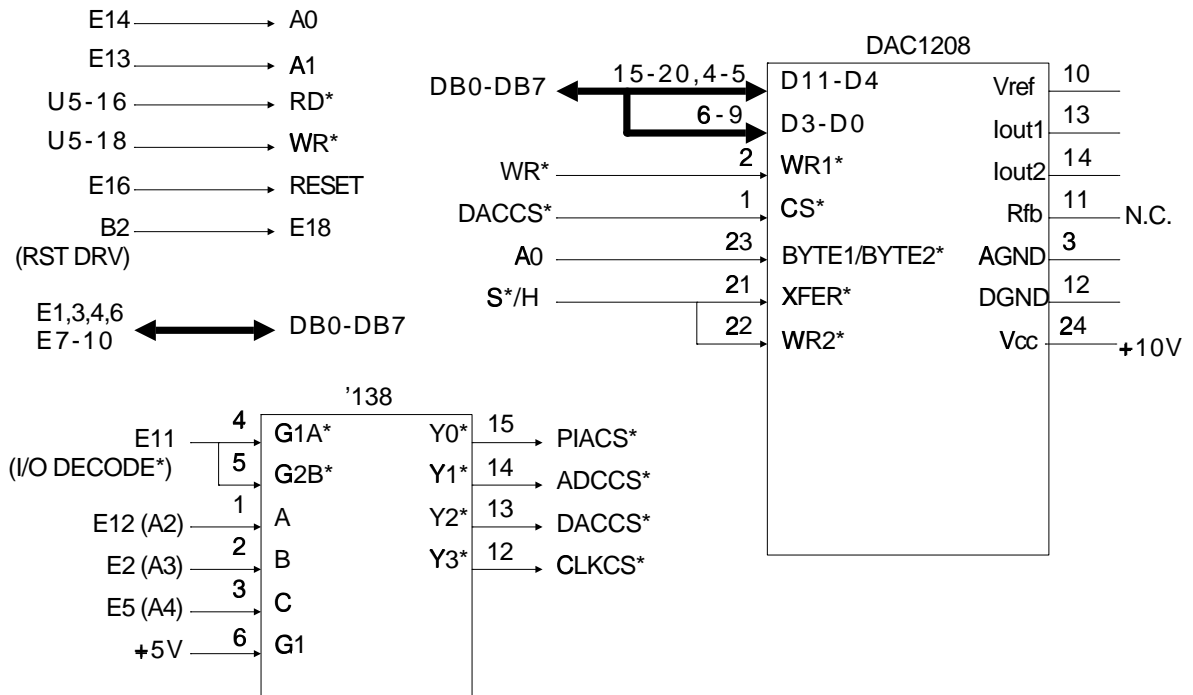 E14 A0
E13 A1
U5-16 RD*
U5-18 WR*
E16 RESET
B2 E18
(RST DRV)
E1,3,4,6
E7-10
DB0-DB7
DAC1208
DB0-DB7 15-20,4-5 D11-D4
6-9 D3-D0
WR* 2 WR1*
DACCS* 1 CS*
A0 23 BYTE1/BYTE2*
S*/H 21 XFER*
22 WR2*
Vref 10
Iout1 13
Iout2 14
Rfb 11 N.C.
AGND 3
DGND 12
Vcc 24 +10V
'138
E11 4 G1A*
(I/O DECODE*) 5 G2B*
E12 (A2) 1 A
E2 (A3) 2 B
E5 (A4) 3 C
+5V 6 G1
Y0* 15 PIACS*
Y1* 14 ADCCS*
Y2* 13 DACCS*
Y3* 12 CLKCS*